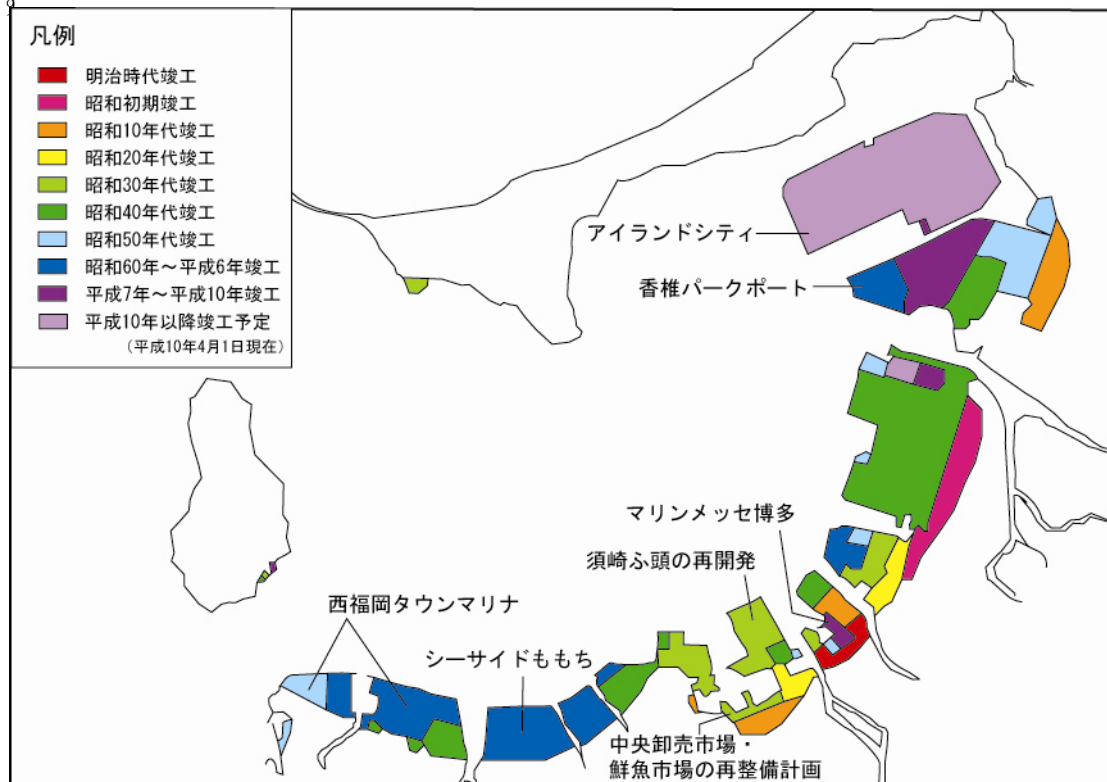 凡例
明治時代竣工
昭和初期竣工
昭和10年代竣工
昭和20年代竣工
昭和30年代竣工
昭和40年代竣工
昭和50年代竣工
昭和60年～平成6年竣工
平成7年～平成10年竣工
平成10年以降竣工予定
(平成10年4月1日現在)
アイランドシティ
香椎パークポート
マリンメッセ博多
須崎ふ頭の再開発
西福岡タウンマリナ
シーサイドももち
中央卸売市場・
鮮魚市場の再整備計画